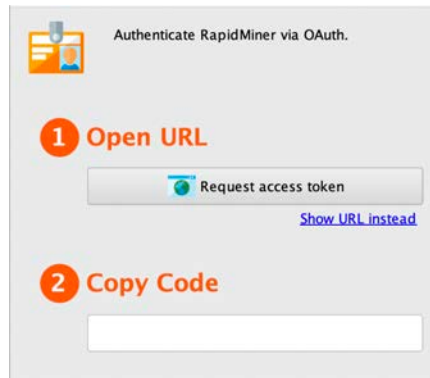 Authenticate RapidMiner via OAuth.
1 Open URL
Request access token
Show URL instead
2 Copy Code